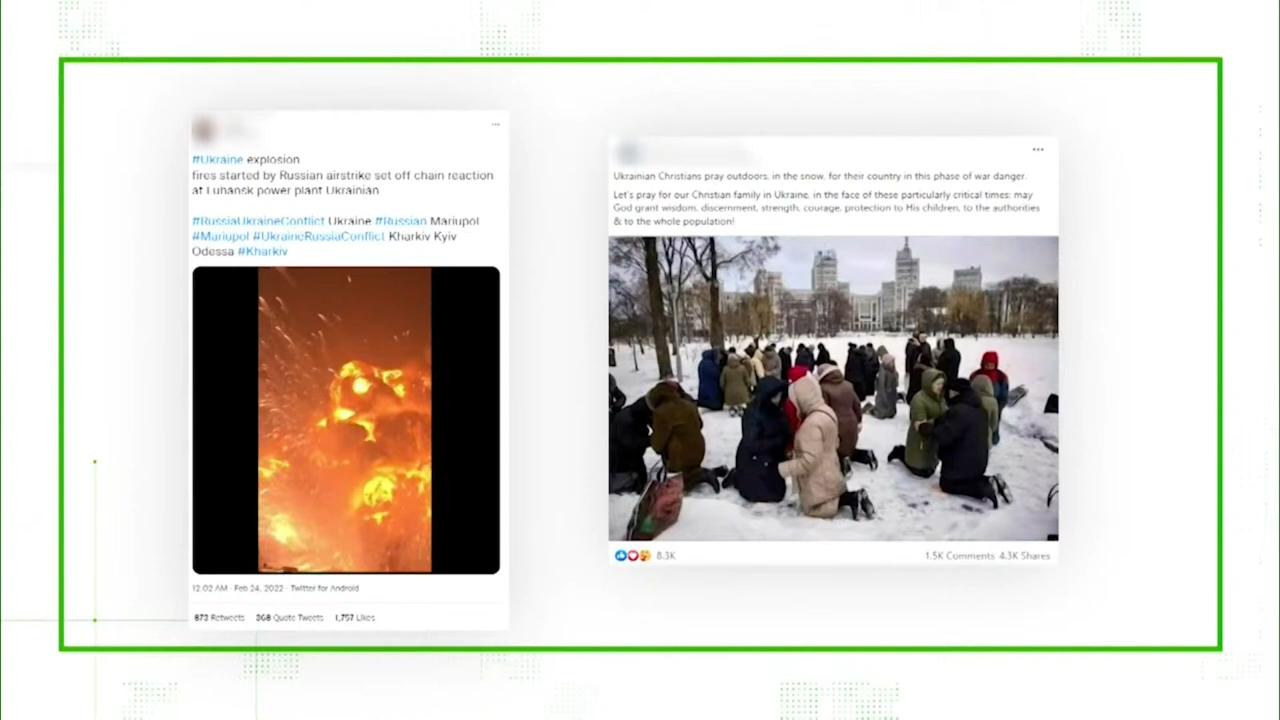 #Ukraine explosion
fires started by Russian airstrike set off chain reaction
at Luhansk power plant Ukrainian
#RussiaUkraineConflict Ukraine #Russian Mariupol
#Mariupol #UkraineRussiaConflict Kharkiv Kyiv
Odessa #Kharkiv
12:02 AM · Feb 24, 2022 · Twitter for Android
873 Retweets 368 Quote Tweets 1,757 Likes
Ukrainian Christians pray outdoors, in the snow, for their country in this phase of war danger.
Let's pray for our Christian family in Ukraine, in the face of these particularly critical times: may
God grant wisdom, discernment, strength, courage, protection to His children, to the authorities
& to the whole population!
8.3K
1.5K Comments 4.3K Shares